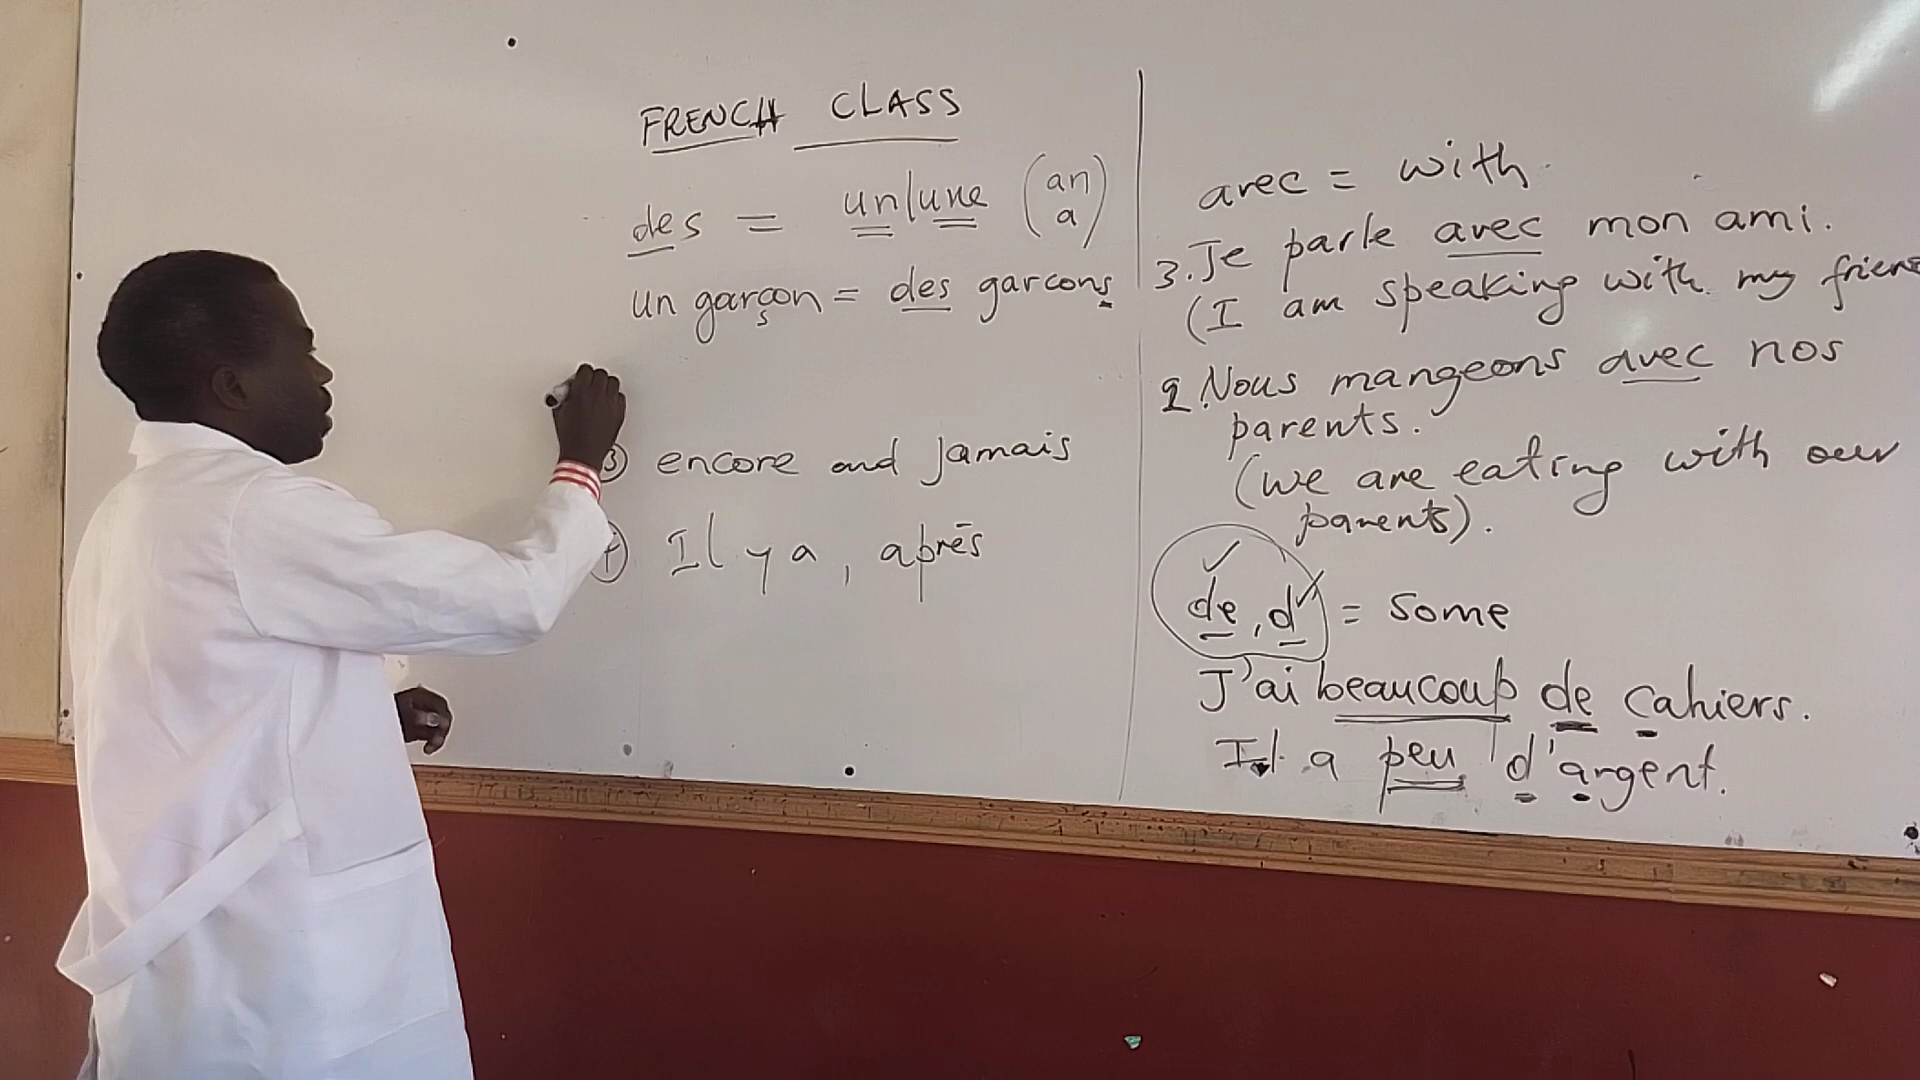 FRENCH CLASS
des = un/une (an
a)
un garçon = des garcons
③ encore and jamais
Il y a, après
avec = with
3. Je parle avec mon ami.
(I am speaking with my
2. Nous mangeons avec nos
parents.
(we are eating with our
parents).
de, d' = some
J'ai beaucoup de cahiers.
Il a peu d'argent.